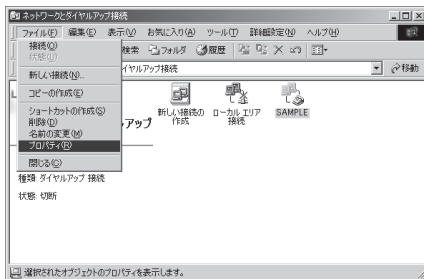 ネットワークとダイヤルアップ接続
ファイル(F) 編集(E) 表示(V) お気に入り(A) ツール(T) 詳細設定(N) ヘルプ(H)
接続(O)
状態(U)
検索 フォルダ 履歴
新しい接続(N)...
イヤルアップ接続 移動
コピーの作成(E)
ショートカットの作成(S)
削除(D)
名前の変更(M)
プロパティ(R)
閉じる(C)
ルアップ
新しい接続の作成
ローカル エリア接続
SAMPLE
種類: ダイヤルアップ 接続
状態: 切断
選択されたオブジェクトのプロパティを表示します。